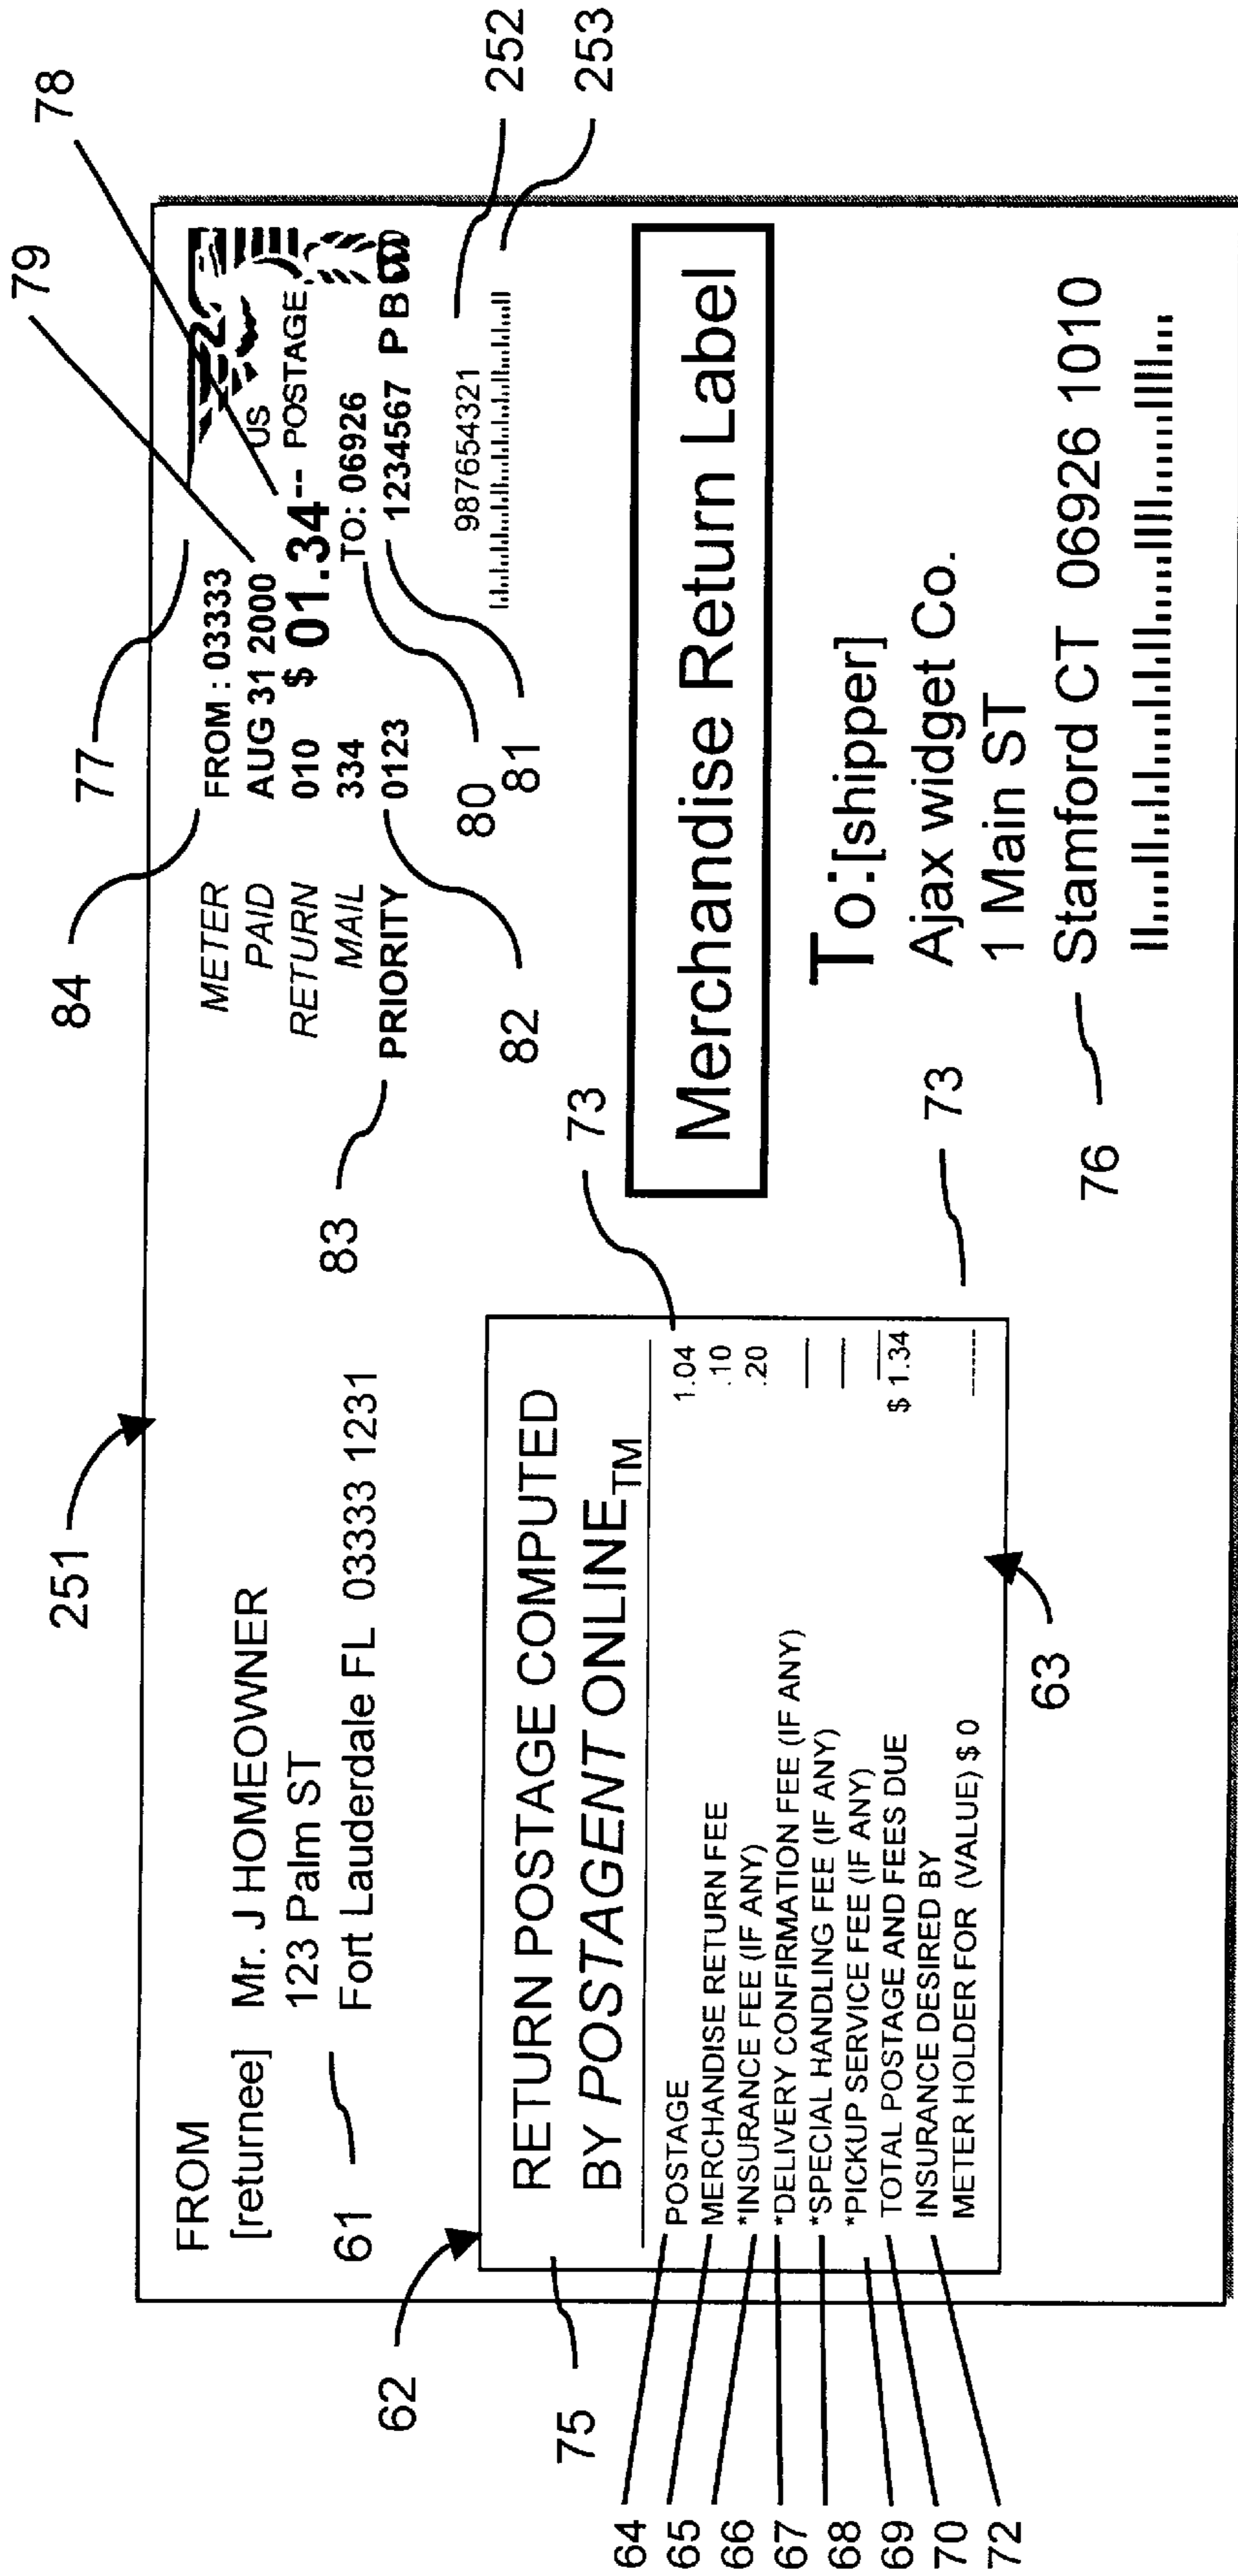 251
84
77
79
78
FROM
[returnee]
Mr. J HOMEOWNER
123 Palm ST
Fort Lauderdale FL 03333 1231
61
METER
PAID
RETURN
MAIL
PRIORITY
83
82
FROM : 03333
AUG 31 2000
010 $ 01.34 -- US POSTAGE
334 TO: 06926
0123 1234567 PB
80
81
987654321
252
253
62
75
RETURN POSTAGE COMPUTED
BY POSTAGENT ONLINE TM
73
64 POSTAGE 1.04
65 MERCHANDISE RETURN FEE .10
66 *INSURANCE FEE (IF ANY) .20
67 *DELIVERY CONFIRMATION FEE (IF ANY)
68 *SPECIAL HANDLING FEE (IF ANY)
69 *PICKUP SERVICE FEE (IF ANY)
70 TOTAL POSTAGE AND FEES DUE $ 1.34
72 INSURANCE DESIRED BY
METER HOLDER FOR (VALUE) $ 0
63
73
Merchandise Return Label
To:[shipper]
Ajax widget Co.
1 Main ST
76
Stamford CT 06926 1010